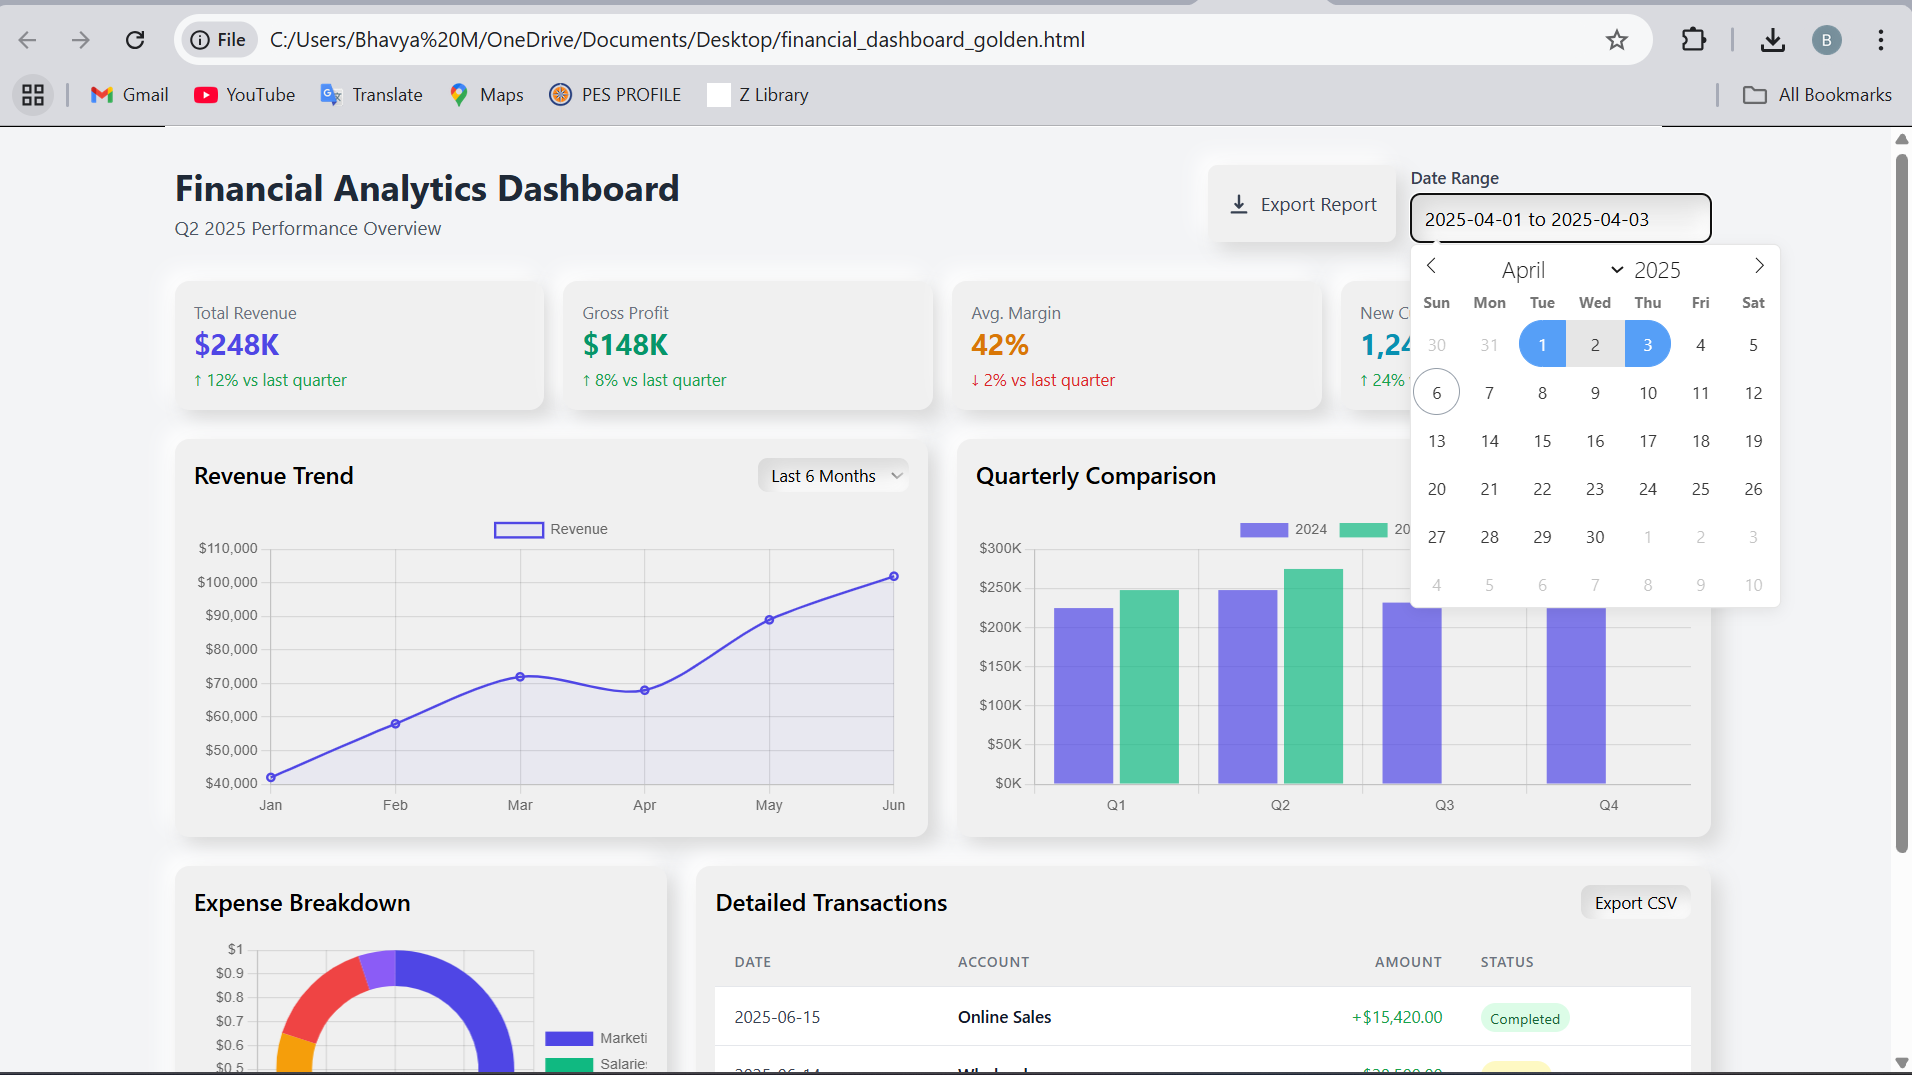 File C:/Users/Bhavya%20M/OneDrive/Documents/Desktop/financial_dashboard_golden.html B
Gmail YouTube Translate Maps PES PROFILE Z Library All Bookmarks
Financial Analytics Dashboard
Q2 2025 Performance Overview
Export Report
Date Range
2025-04-01 to 2025-04-03
April 2025
Sun Mon Tue Wed Thu Fri Sat
30 31 1 2 3 4 5
6 7 8 9 10 11 12
13 14 15 16 17 18 19
20 21 22 23 24 25 26
27 28 29 30 1 2 3
4 5 6 7 8 9 10
Total Revenue
$248K
↑ 12% vs last quarter
Gross Profit
$148K
↑ 8% vs last quarter
Avg. Margin
42%
↓ 2% vs last quarter
New C
1,24
↑ 24%
Revenue Trend
Last 6 Months
Revenue
$110,000
$100,000
$90,000
$80,000
$70,000
$60,000
$50,000
$40,000
Jan Feb Mar Apr May Jun
Quarterly Comparison
2024 20
$300K
$250K
$200K
$150K
$100K
$50K
$0K
Q1 Q2 Q3 Q4
Expense Breakdown
$1
$0.9
$0.8
$0.7
$0.6
$0.5
Marketi
Salarie
Detailed Transactions
Export CSV
DATE ACCOUNT AMOUNT STATUS
2025-06-15 Online Sales +$15,420.00 Completed